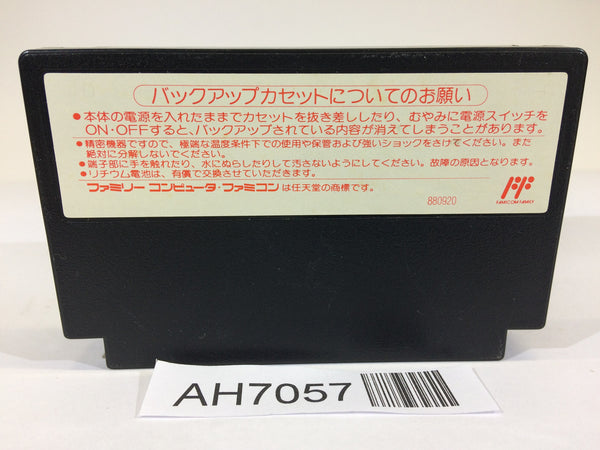 バックアップカセットについてのお願い
●本体の電源を入れたままでカセットを抜き差ししたり、むやみに電源スイッチを
ON・OFFすると、バックアップされている内容が消えてしまうことがあります。
●精密機器ですので、極端な温度条件下での使用や保管および強いショックをさけてください。また
絶対に分解しないでください。
●端子部に手を触れたり、水にぬらしたりして汚さないようにしてください。故障の原因となります。
●リチウム電池は、有償で交換させていただきます。
ファミリー コンピュータ・ファミコン は任天堂の商標です。
880920
FAMICOM FAMILY
AH7057